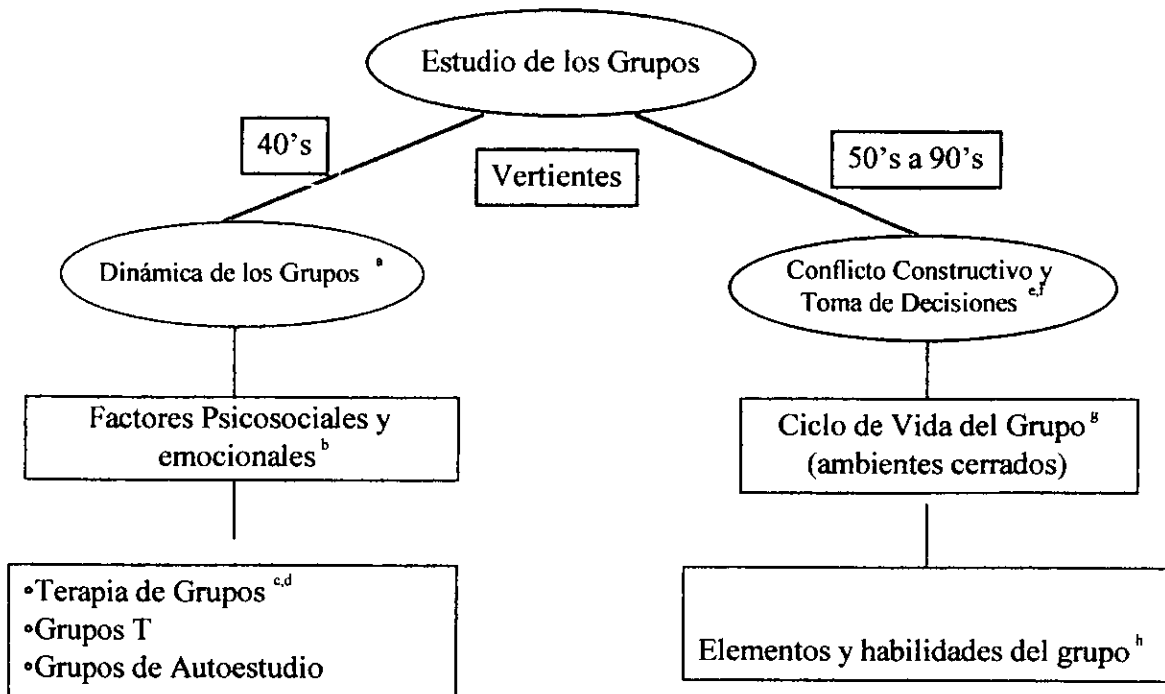 Estudio de los Grupos
40's
Vertientes
50's a 90's
Dinámica de los Grupos a
Conflicto Constructivo y
Toma de Decisiones e,f
Factores Psicosociales y
emocionales b
Ciclo de Vida del Grupo g
(ambientes cerrados)
•Terapia de Grupos c,d
•Grupos T
•Grupos de Autoestudio
Elementos y habilidades del grupo h